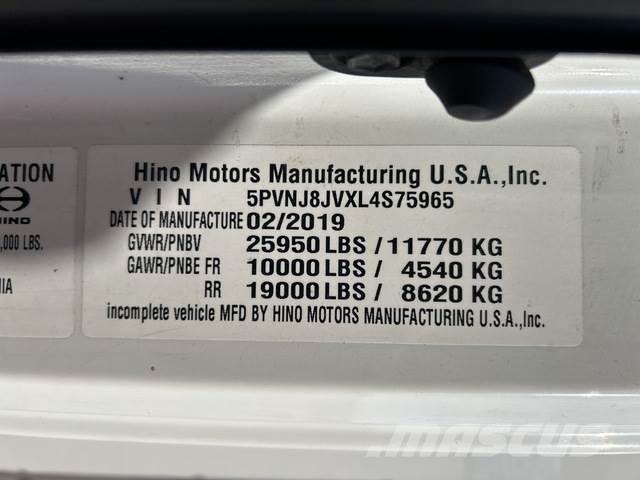 ATION
HINO
,000 LBS.
IIA
Hino Motors Manufacturing U.S.A.,Inc.
V I N 5PVNJ8JVXL4S75965
DATE OF MANUFACTURE 02/2019
GVWR/PNBV 25950 LBS / 11770 KG
GAWR/PNBE FR 10000 LBS / 4540 KG
RR 19000 LBS / 8620 KG
incomplete vehicle MFD BY HINO MOTORS MANUFACTURING U.S.A.,Inc.
mascus